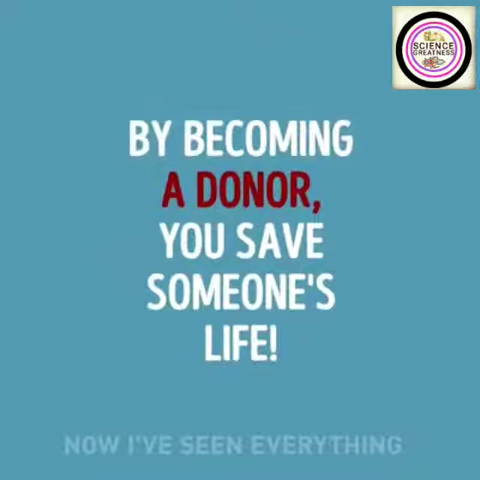 SCIENCE
GREATNESS
BY BECOMING
A DONOR,
YOU SAVE
SOMEONE'S
LIFE!
NOW I'VE SEEN EVERYTHING